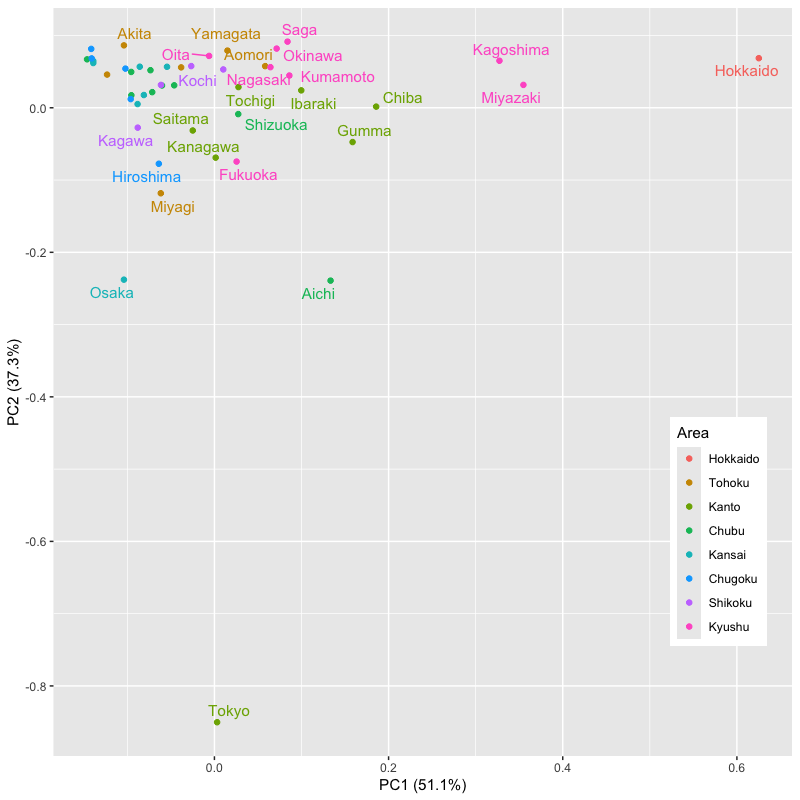 Akita
Yamagata
Saga
Oita
Aomori
Okinawa
Kagoshima
Hokkaido
Kochi
Nagasaki
Kumamoto
Miyazaki
Tochigi
Ibaraki
Chiba
Saitama
Shizuoka
Gumma
Kagawa
Kanagawa
Hiroshima
Fukuoka
Miyagi
Osaka
Aichi
Tokyo
0.0
-0.2
-0.4
-0.6
-0.8
PC2 (37.3%)
0.0
0.2
0.4
0.6
PC1 (51.1%)
Area
Hokkaido
Tohoku
Kanto
Chubu
Kansai
Chugoku
Shikoku
Kyushu